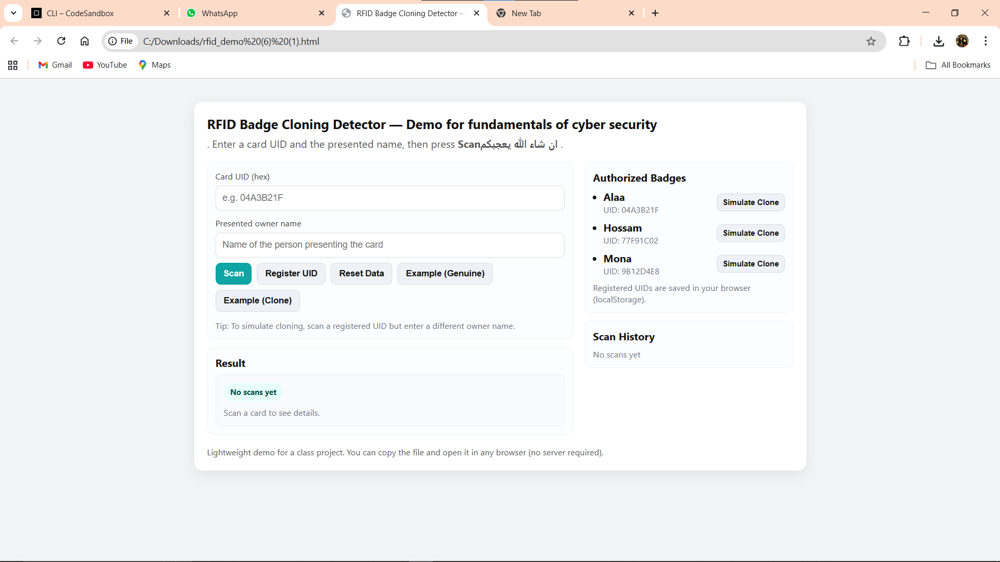 CLI – CodeSandbox
WhatsApp
RFID Badge Cloning Detector –
New Tab
File
C:/Downloads/rfid_demo%20(6)%20(1).html
Gmail
YouTube
Maps
All Bookmarks
RFID Badge Cloning Detector — Demo for fundamentals of cyber security
. Enter a card UID and the presented name, then press Scanان شاء الله يعجبكم .
Card UID (hex)
e.g. 04A3B21F
Presented owner name
Name of the person presenting the card
Scan
Register UID
Reset Data
Example (Genuine)
Example (Clone)
Tip: To simulate cloning, scan a registered UID but enter a different owner name.
Result
No scans yet
Scan a card to see details.
Authorized Badges
Alaa
UID: 04A3B21F
Simulate Clone
Hossam
UID: 77F91C02
Simulate Clone
Mona
UID: 9B12D4E8
Simulate Clone
Registered UIDs are saved in your browser
(localStorage).
Scan History
No scans yet
Lightweight demo for a class project. You can copy the file and open it in any browser (no server required).